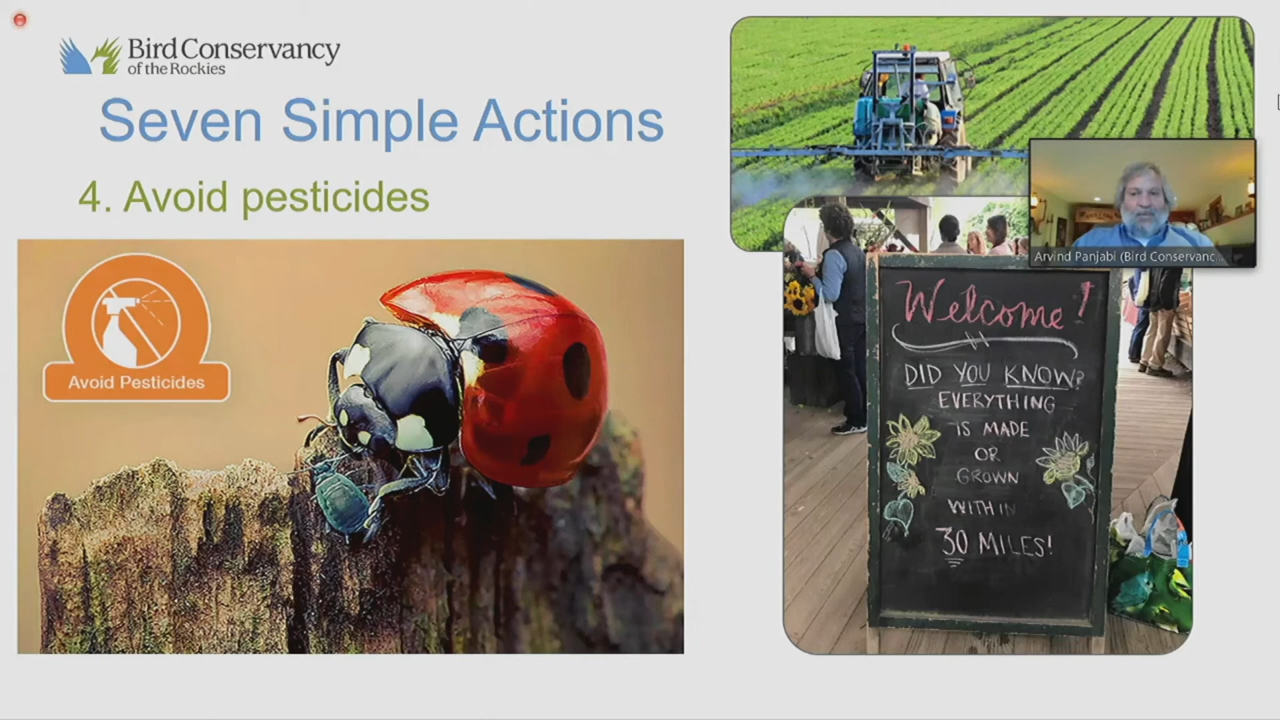 Bird Conservancy
of the Rockies
Seven Simple Actions
4. Avoid pesticides
Avoid Pesticides
Arvind Panjabi (Bird Conservanc...
Welcome!
DID YOU KNOW?
EVERYTHING
IS MADE
OR
GROWN
WITHIN
30 MILES!